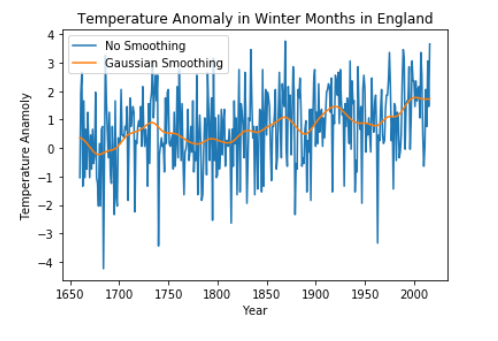 Temperature Anomaly in Winter Months in England
4
3
2
1
0
−1
−2
−3
−4
Temperature Anamoly
No Smoothing
Gaussian Smoothing
1650 1700 1750 1800 1850 1900 1950 2000
Year